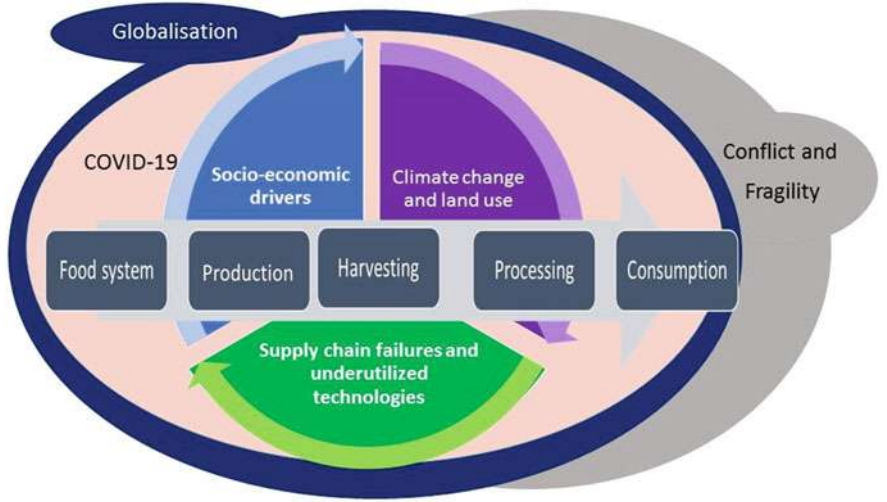 Globalisation
COVID-19
Socio-economic
drivers
Climate change
and land use
Conflict and
Fragility
Food system
Production
Harvesting
Processing
Consumption
Supply chain failures and
underutilized
technologies